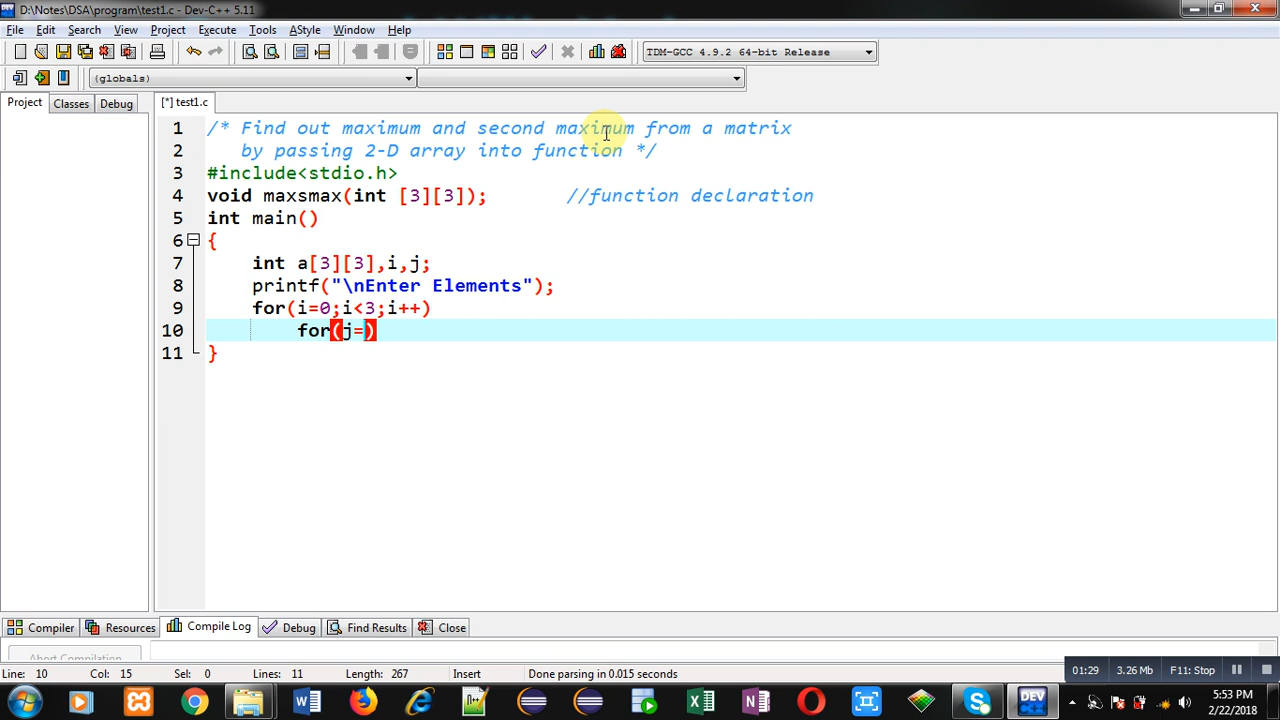 D:\Notes\DSA\program\test1.c - Dev-C++ 5.11
File Edit Search View Project Execute Tools AStyle Window Help
TDM-GCC 4.9.2 64-bit Release
(globals)
Project Classes Debug
[*] test1.c
1 /* Find out maximum and second maximum from a matrix
2 by passing 2-D array into function */
3 #include<stdio.h>
4 void maxsmax(int [3][3]); //function declaration
5 int main()
6 {
7 int a[3][3],i,j;
8 printf("\nEnter Elements");
9 for(i=0;i<3;i++)
10 for(j=)
11 }
Compiler Resources Compile Log Debug Find Results Close
Abort Compilation
Line: 10 Col: 15 Sel: 0 Lines: 11 Length: 267 Insert Done parsing in 0.015 seconds
01:29 3.26 Mb F11: Stop
DEV
5:53 PM
2/22/2018